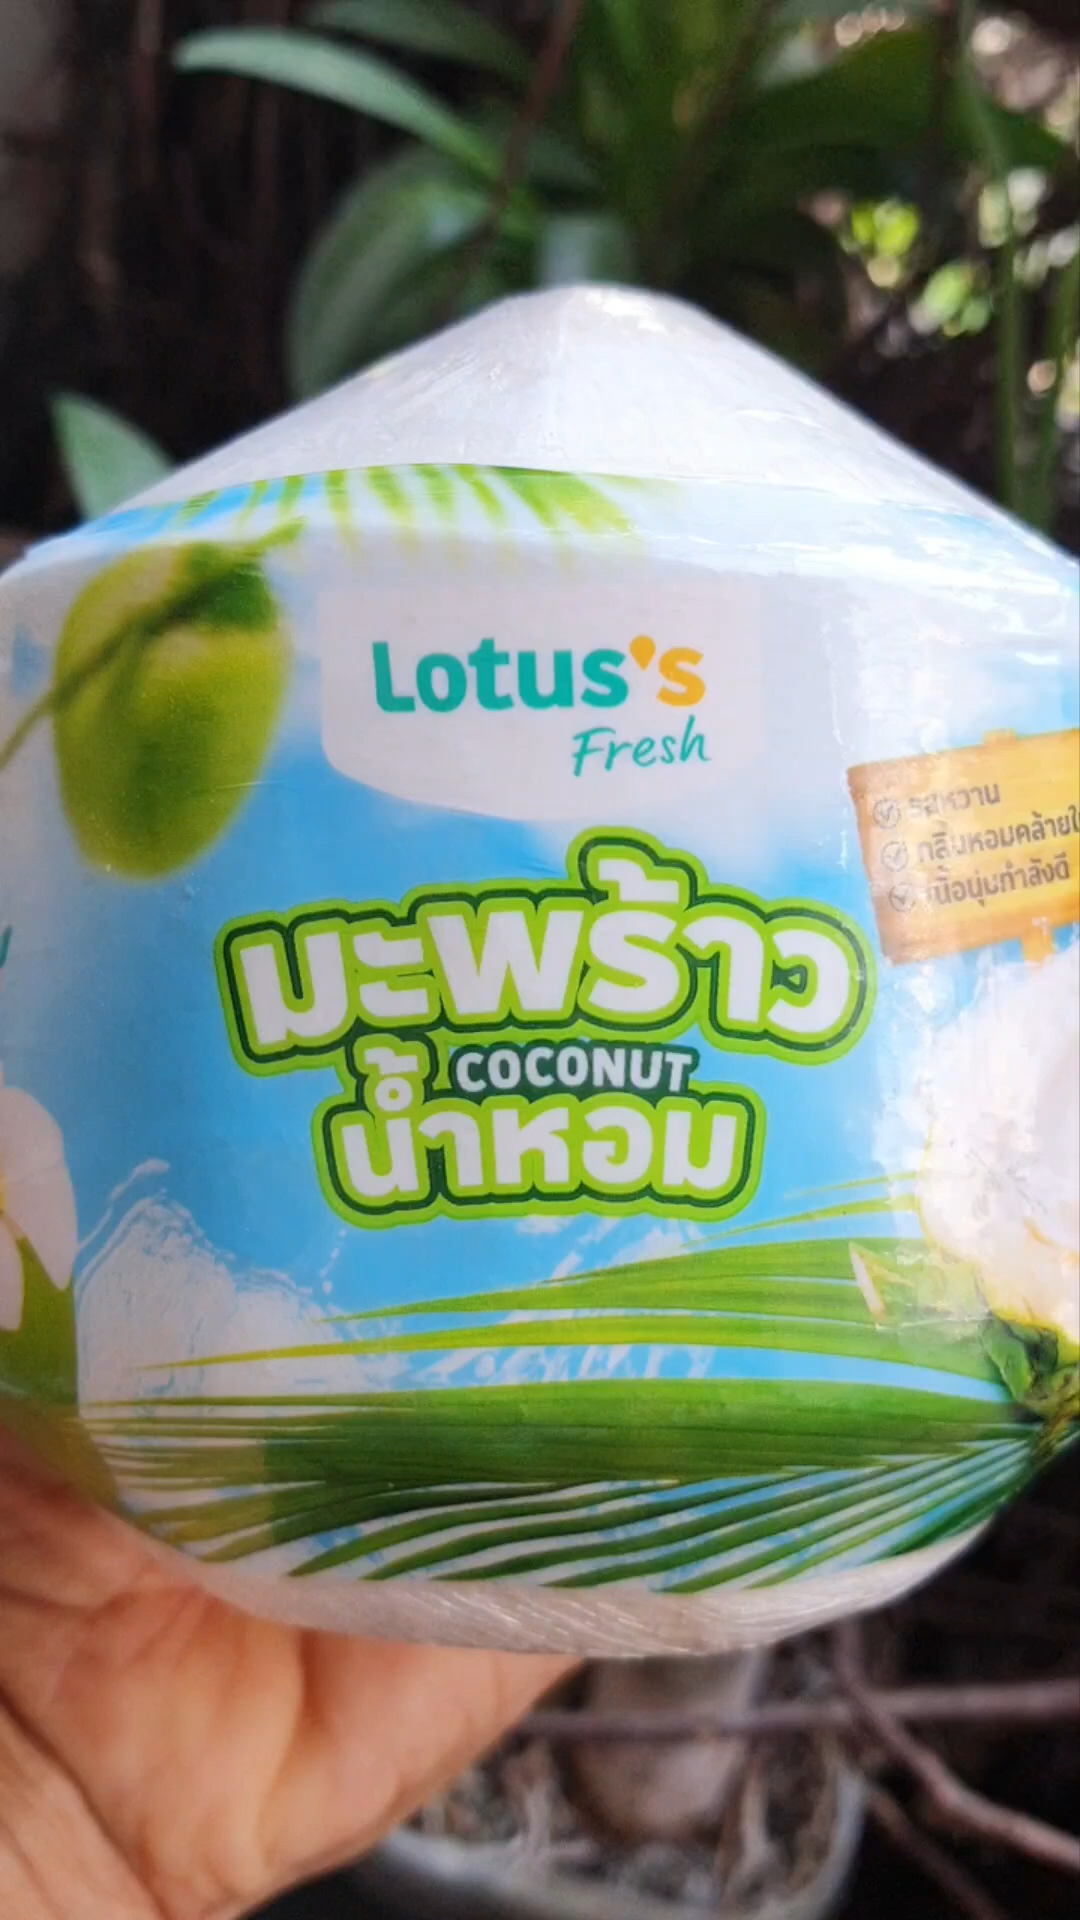 Lotus's
Fresh
มะพร้าว
COCONUT
น้ำหอม
รสหวาน
กลิ่นหอมคล้ายใ
เนื้อนุ่มกำลังดี